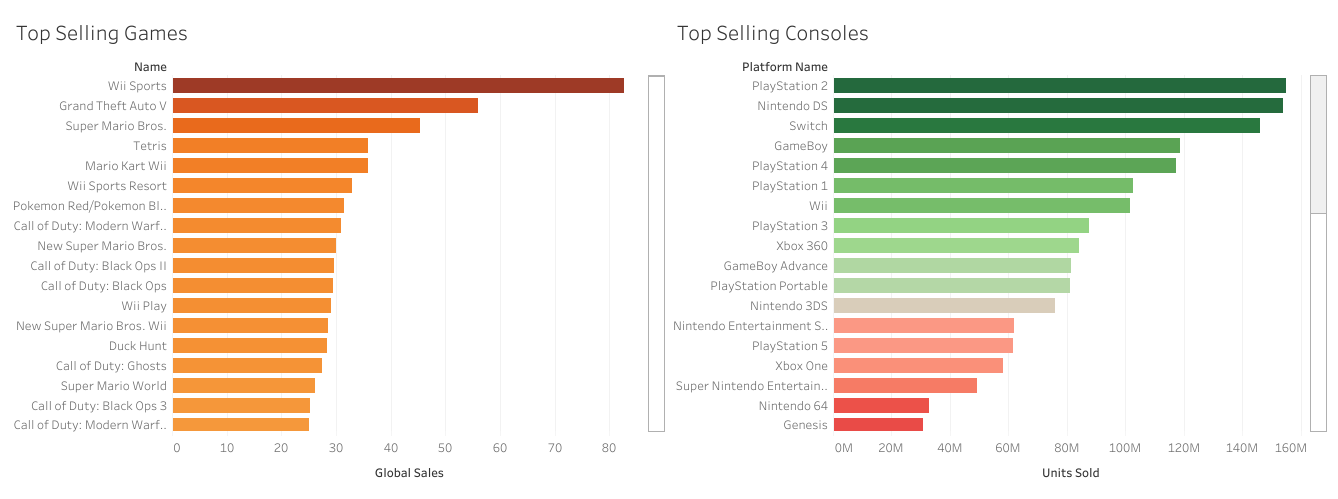 Top Selling Games
Name
Wii Sports
Grand Theft Auto V
Super Mario Bros.
Tetris
Mario Kart Wii
Wii Sports Resort
Pokemon Red/Pokemon Bl..
Call of Duty: Modern Warf..
New Super Mario Bros.
Call of Duty: Black Ops II
Call of Duty: Black Ops
Wii Play
New Super Mario Bros. Wii
Duck Hunt
Call of Duty: Ghosts
Super Mario World
Call of Duty: Black Ops 3
Call of Duty: Modern Warf..
0 10 20 30 40 50 60 70 80
Global Sales
Top Selling Consoles
Platform Name
PlayStation 2
Nintendo DS
Switch
GameBoy
PlayStation 4
PlayStation 1
Wii
PlayStation 3
Xbox 360
GameBoy Advance
PlayStation Portable
Nintendo 3DS
Nintendo Entertainment S..
PlayStation 5
Xbox One
Super Nintendo Entertain..
Nintendo 64
Genesis
0M 20M 40M 60M 80M 100M 120M 140M 160M
Units Sold